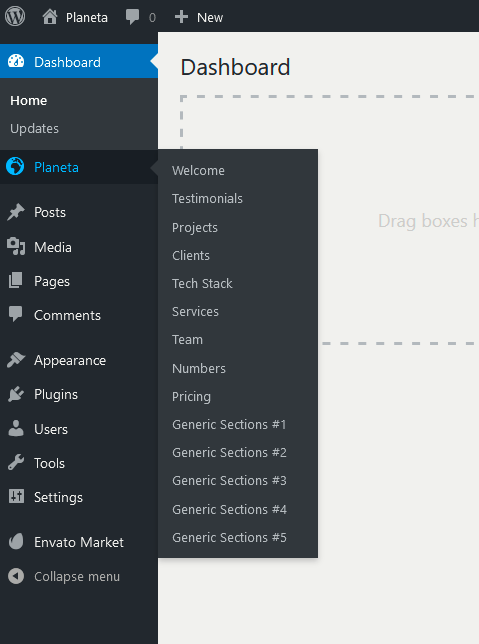 Planeta
0
New
Dashboard
Home
Updates
Planeta
Posts
Media
Pages
Comments
Appearance
Plugins
Users
Tools
Settings
Envato Market
Collapse menu
Welcome
Testimonials
Projects
Clients
Tech Stack
Services
Team
Numbers
Pricing
Generic Sections #1
Generic Sections #2
Generic Sections #3
Generic Sections #4
Generic Sections #5
Dashboard
Drag boxes h